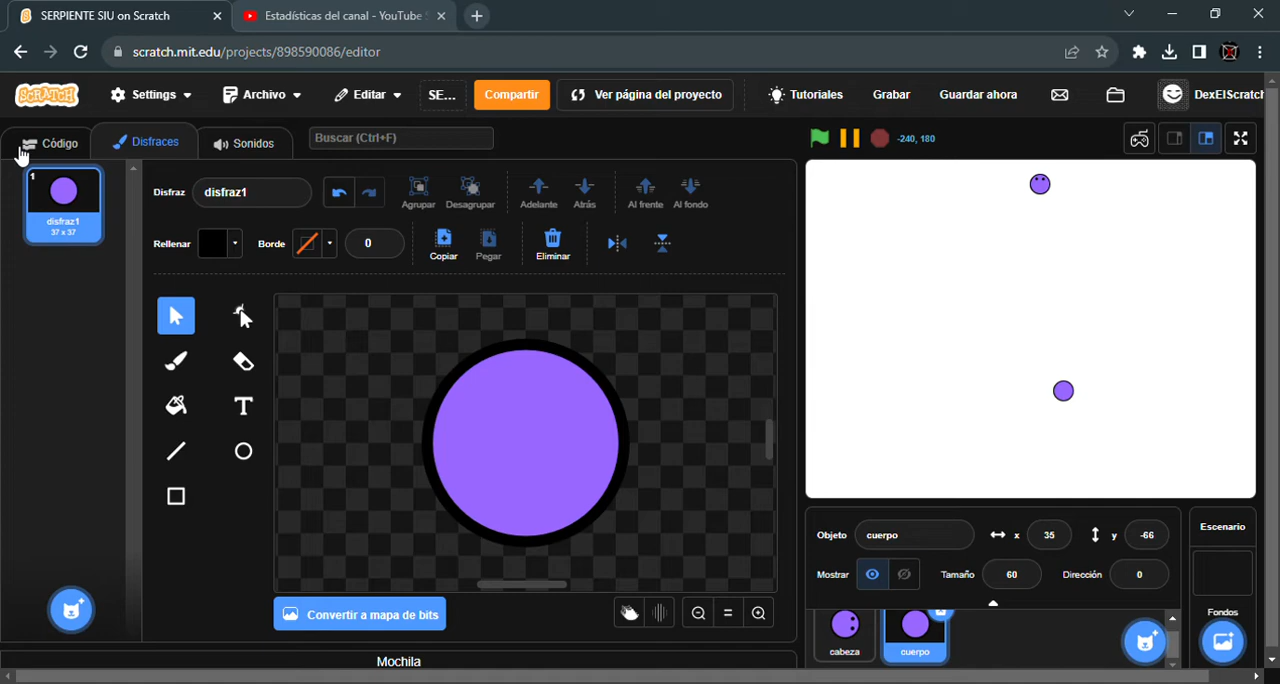 SERPIENTE SIU on Scratch
Estadísticas del canal - YouTube
scratch.mit.edu/projects/898590086/editor
SCRATCH
Settings
Archivo
Editar
SE...
Compartir
Ver página del proyecto
Tutoriales
Grabar
Guardar ahora
DexElScratch
Código
Disfraces
Sonidos
Buscar (Ctrl+F)
-240, 180
1
disfraz1
37 x 37
Disfraz
disfraz1
Agrupar
Desagrupar
Adelante
Atrás
Al frente
Al fondo
Rellenar
Borde
0
Copiar
Pegar
Eliminar
T
Convertir a mapa de bits
Mochila
Objeto
cuerpo
x
35
y
-66
Mostrar
Tamaño
60
Dirección
0
cabeza
cuerpo
Escenario
Fondos